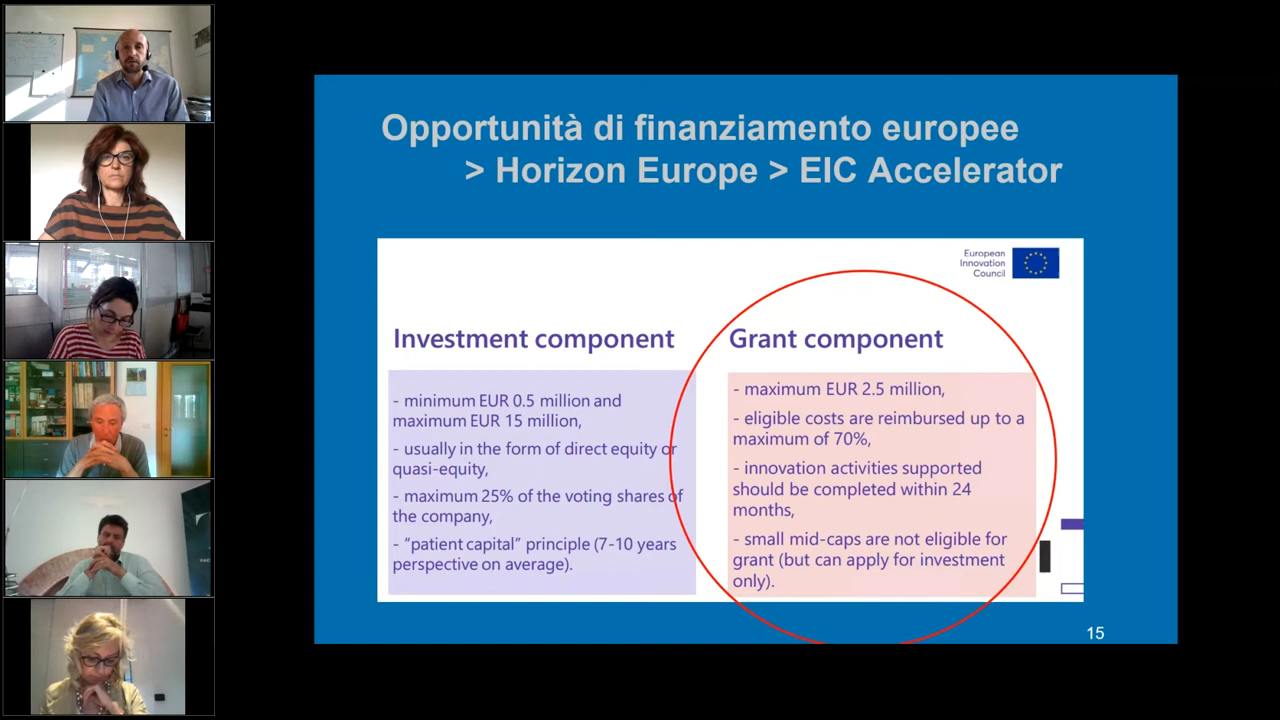 Opportunità di finanziamento europee
> Horizon Europe > EIC Accelerator
European
Innovation
Council
Investment component
- minimum EUR 0.5 million and
maximum EUR 15 million,
- usually in the form of direct equity or
quasi-equity,
- maximum 25% of the voting shares of
the company,
- “patient capital” principle (7-10 years
perspective on average).
Grant component
- maximum EUR 2.5 million,
- eligible costs are reimbursed up to a
maximum of 70%,
- innovation activities supported
should be completed within 24
months,
- small mid-caps are not eligible for
grant (but can apply for investment
only).
15